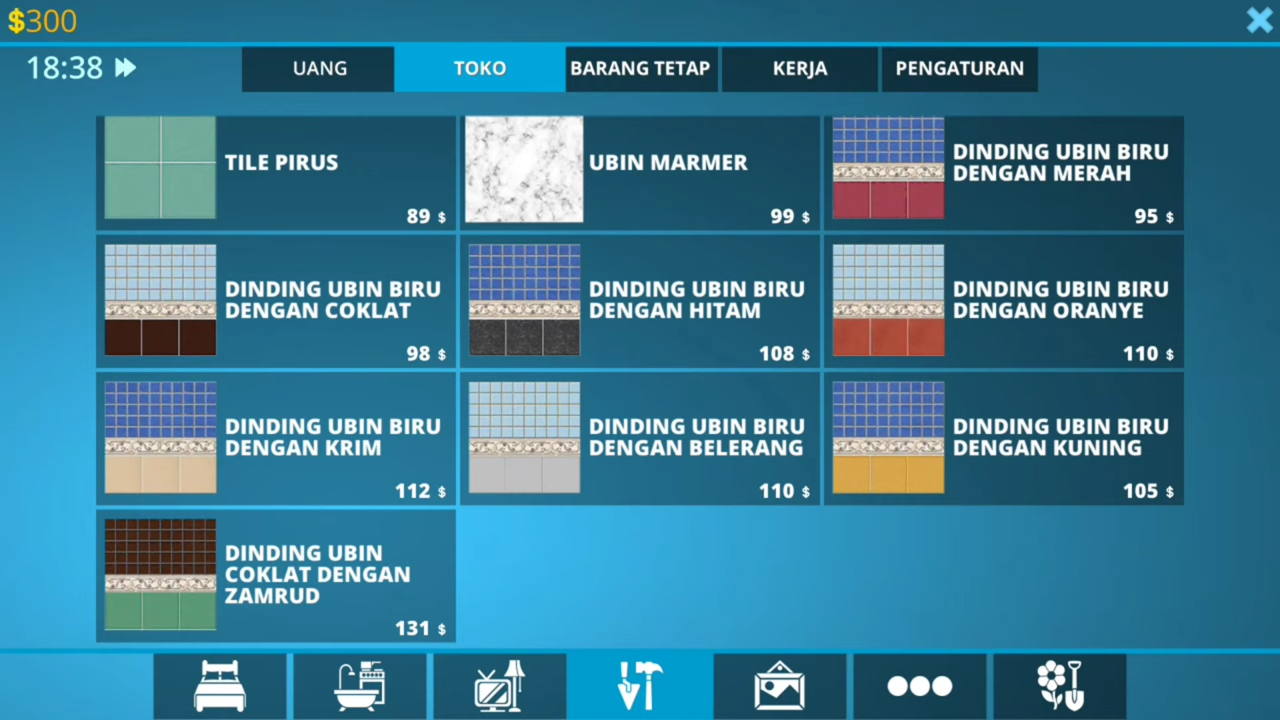 $300
18:38
UANG
TOKO
BARANG TETAP
KERJA
PENGATURAN
TILE PIRUS
89 $
UBIN MARMER
99 $
DINDING UBIN BIRU
DENGAN MERAH
95 $
DINDING UBIN BIRU
DENGAN COKLAT
98 $
DINDING UBIN BIRU
DENGAN HITAM
108 $
DINDING UBIN BIRU
DENGAN ORANYE
110 $
DINDING UBIN BIRU
DENGAN KRIM
112 $
DINDING UBIN BIRU
DENGAN BELERANG
110 $
DINDING UBIN BIRU
DENGAN KUNING
105 $
DINDING UBIN
COKLAT DENGAN
ZAMRUD
131 $